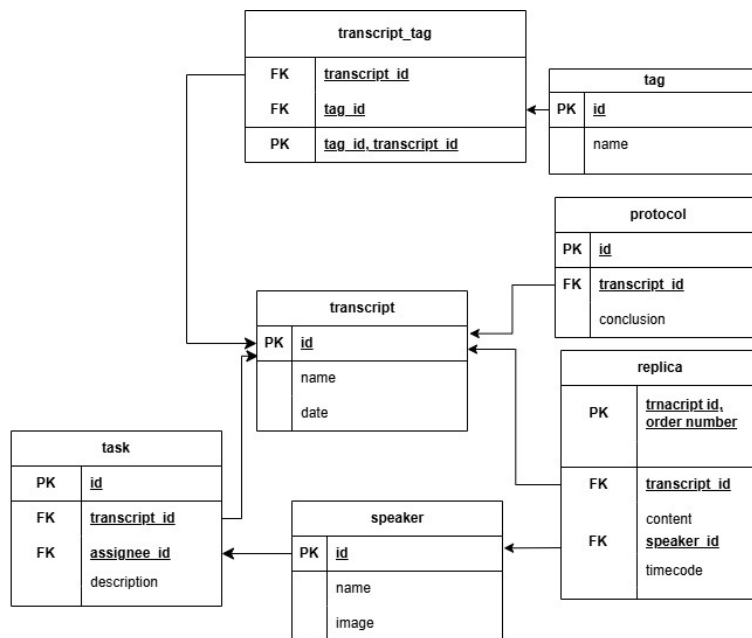 transcript_tag
FK transcript_id
FK tag_id
PK tag_id, transcript_id
tag
PK id
name
protocol
PK id
FK transcript_id
conclusion
transcript
PK id
name
date
replica
PK trnacript id,
order number
FK transcript_id
content
FK speaker_id
timecode
task
PK id
FK transcript_id
FK assignee_id
description
speaker
PK id
name
image